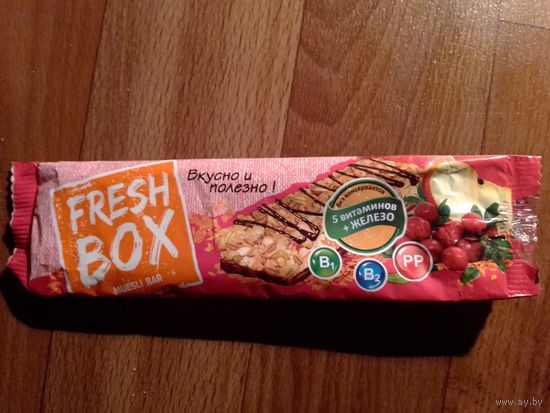 FRESH
BOX
MUESLI BAR
Вкусно и
полезно!
без консервантов
5 витаминов
+ ЖЕЛЕЗО
B1
B2
PP
www.ay.by